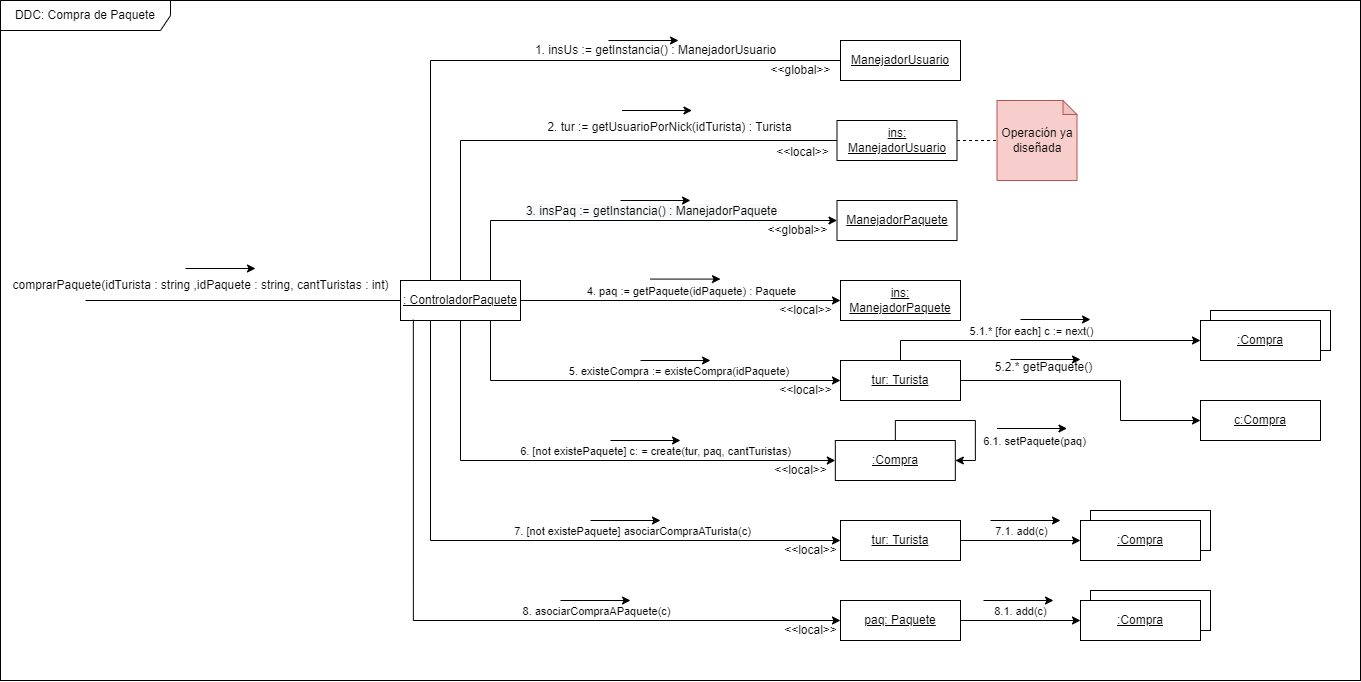 DDC: Compra de Paquete
1. insUs := getInstancia() : ManejadorUsuario
<<global>>
ManejadorUsuario
2. tur := getUsuarioPorNick(idTurista) : Turista
<<local>>
ins:
ManejadorUsuario
Operación ya
diseñada
3. insPaq := getInstancia() : ManejadorPaquete
<<global>>
ManejadorPaquete
comprarPaquete(idTurista : string ,idPaquete : string, cantTuristas : int)
: ControladorPaquete
4. paq := getPaquete(idPaquete) : Paquete
<<local>>
ins:
ManejadorPaquete
5.1.* [for each] c := next()
:Compra
5. existeCompra := existeCompra(idPaquete)
<<local>>
tur: Turista
5.2.* getPaquete()
c:Compra
6. [not existePaquete] c: = create(tur, paq, cantTuristas)
<<local>>
:Compra
6.1. setPaquete(paq)
7. [not existePaquete] asociarCompraATurista(c)
<<local>>
tur: Turista
7.1. add(c)
:Compra
8. asociarCompraAPaquete(c)
<<local>>
paq: Paquete
8.1. add(c)
:Compra